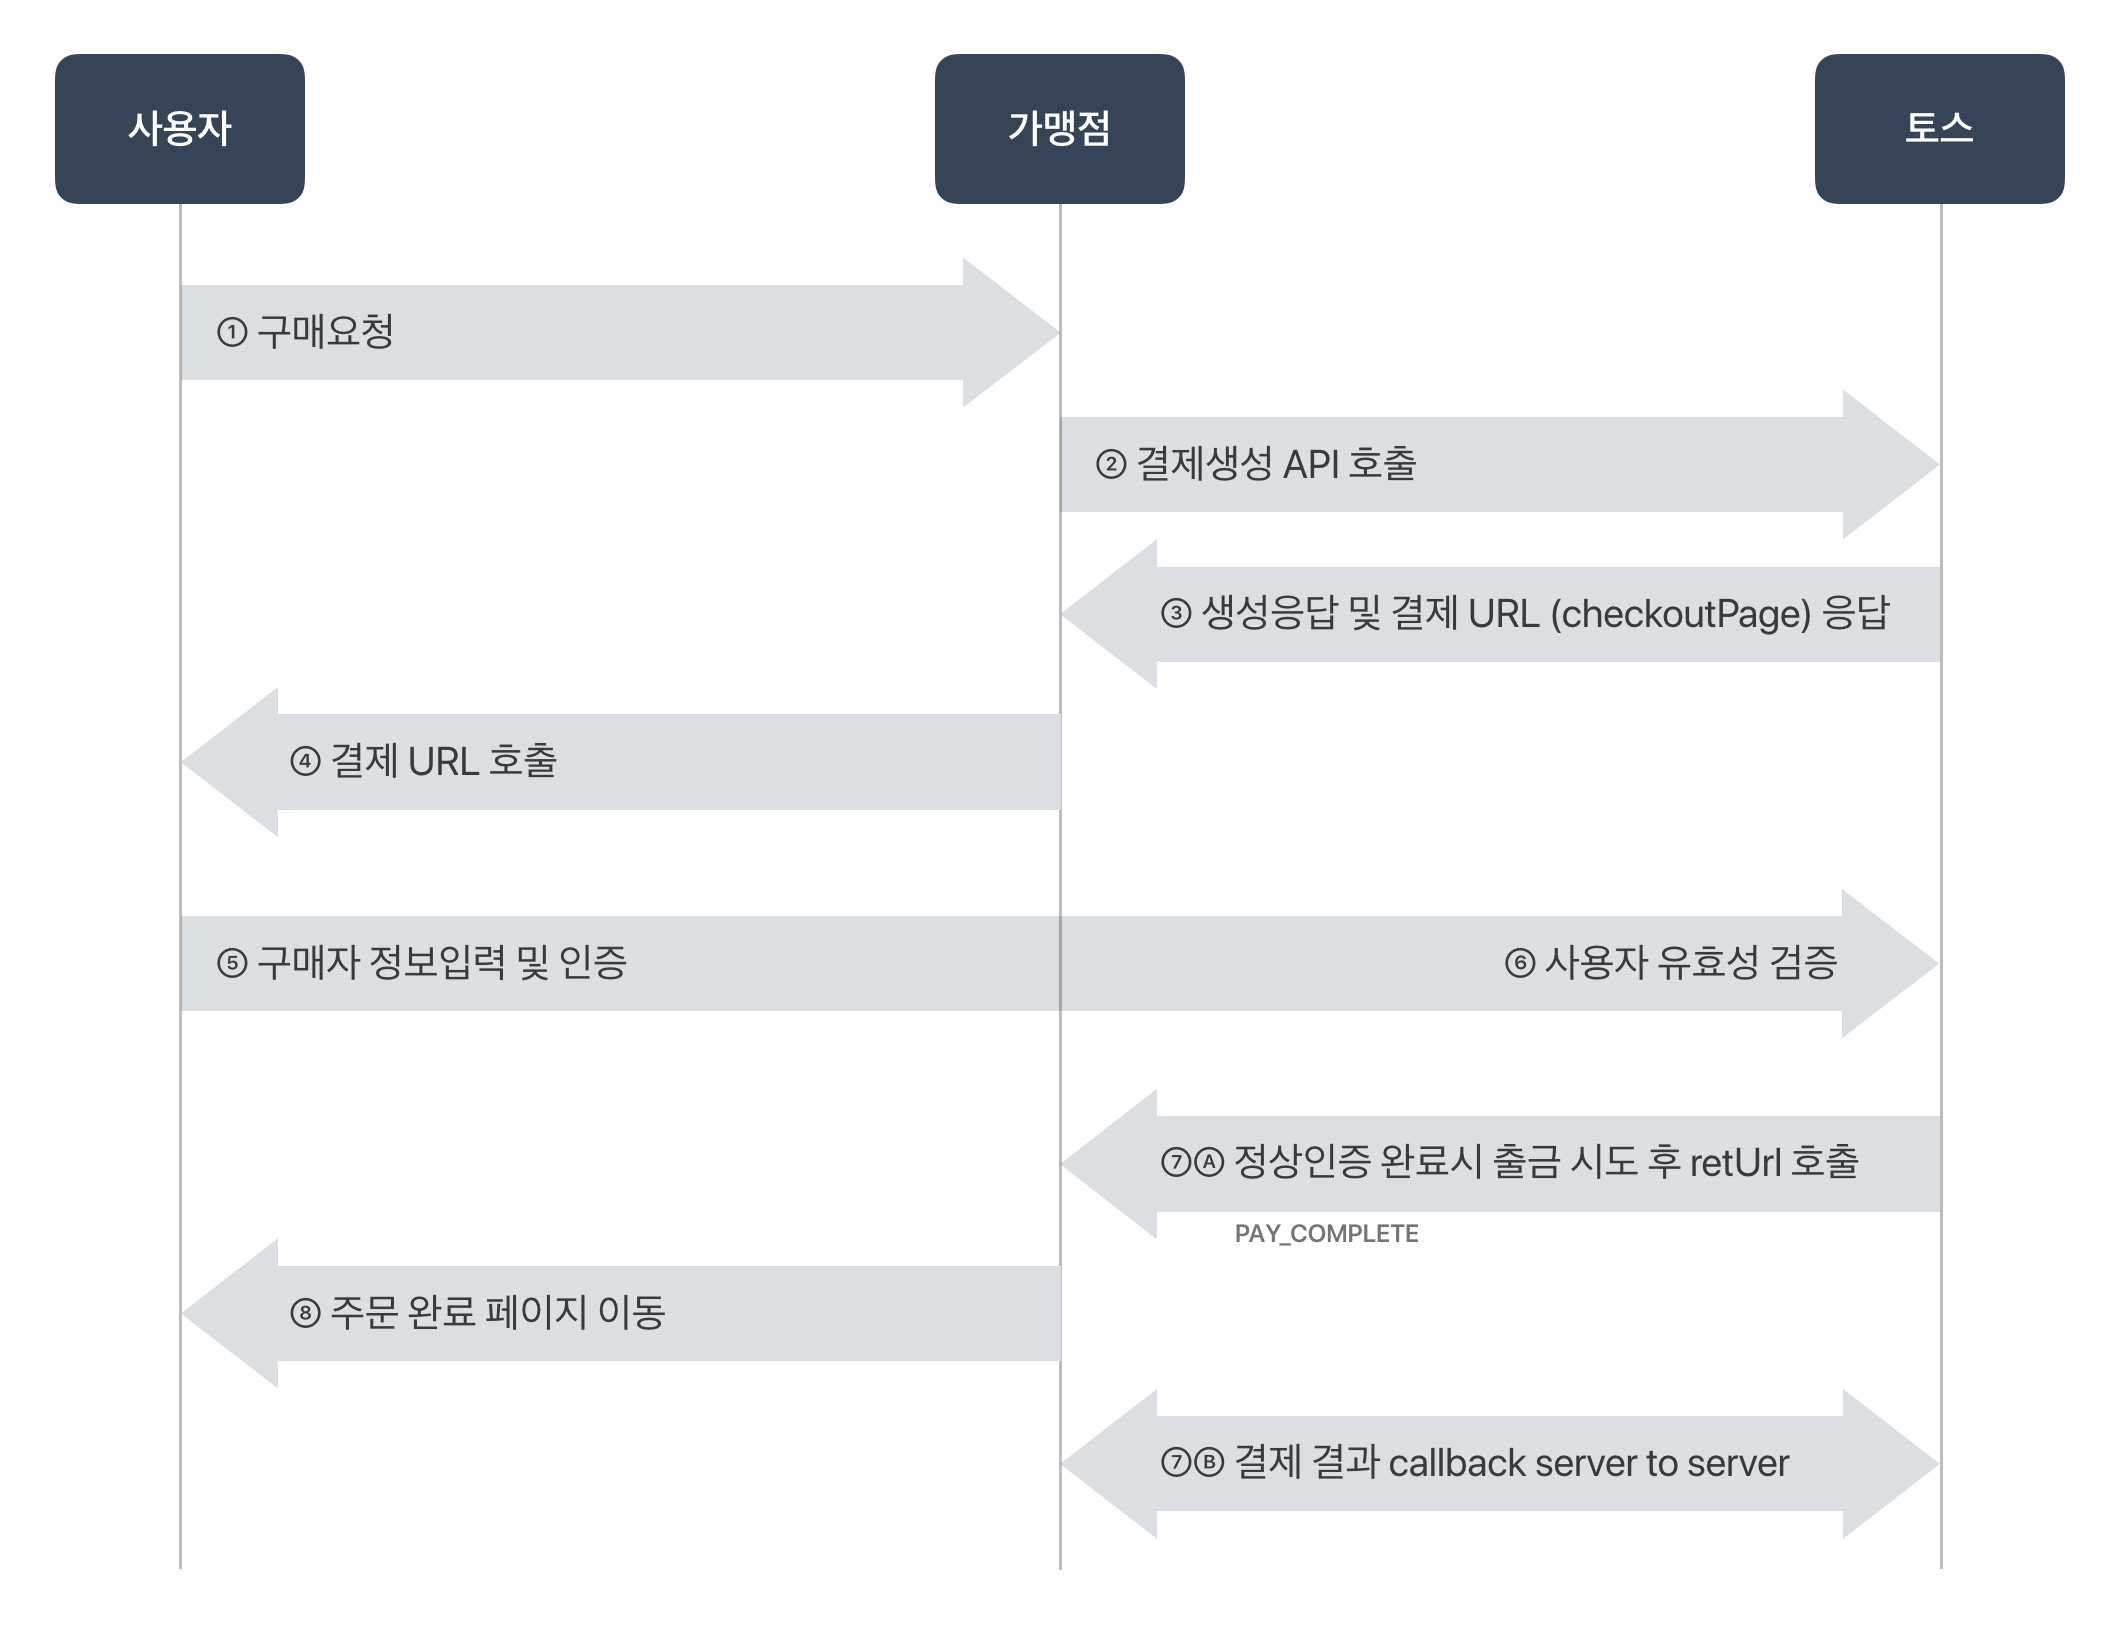 사용자
가맹점
토스
① 구매요청
② 결제생성 API 호출
③ 생성응답 및 결제 URL (checkoutPage) 응답
④ 결제 URL 호출
⑤ 구매자 정보입력 및 인증
⑥ 사용자 유효성 검증
⑦Ⓐ 정상인증 완료시 출금 시도 후 retUrl 호출
PAY_COMPLETE
⑧ 주문 완료 페이지 이동
⑦Ⓑ 결제 결과 callback server to server